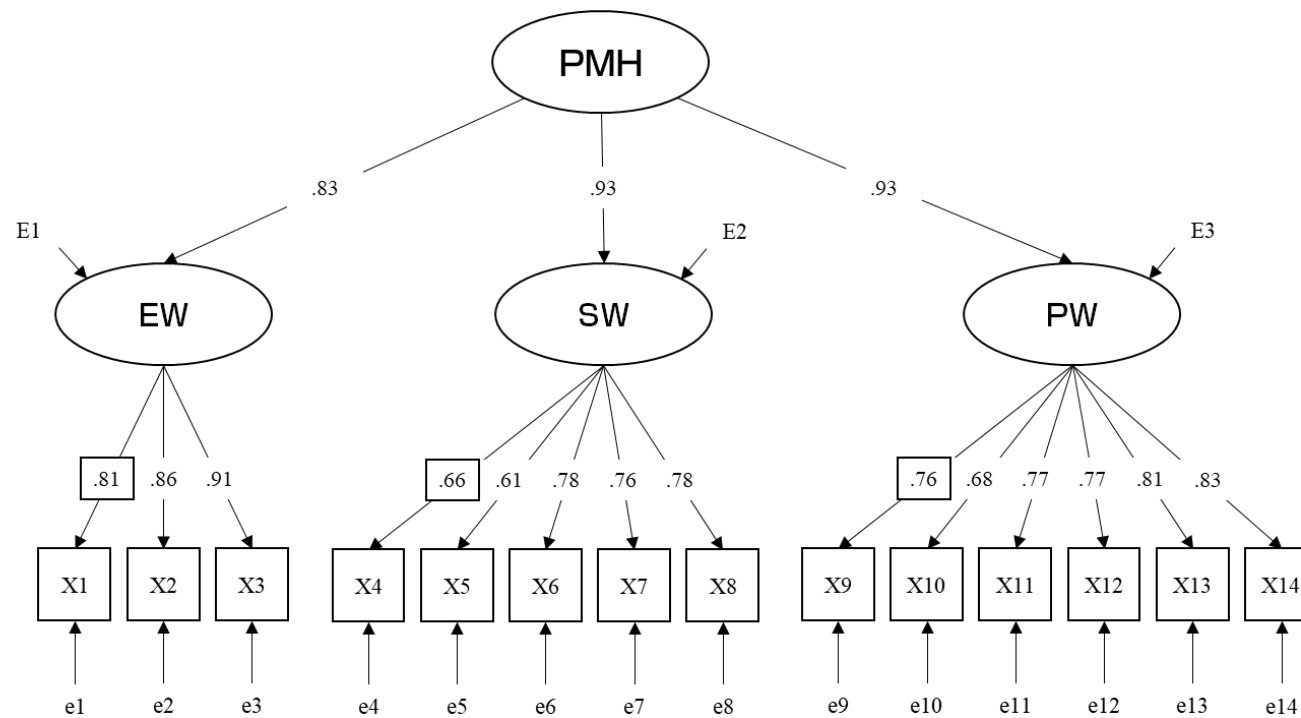 PMH
.83 .93 .93
E1 E2 E3
EW SW PW
.81 .86 .91 .66 .61 .78 .76 .78 .76 .68 .77 .77 .81 .83
X1 X2 X3 X4 X5 X6 X7 X8 X9 X10 X11 X12 X13 X14
e1 e2 e3 e4 e5 e6 e7 e8 e9 e10 e11 e12 e13 e14